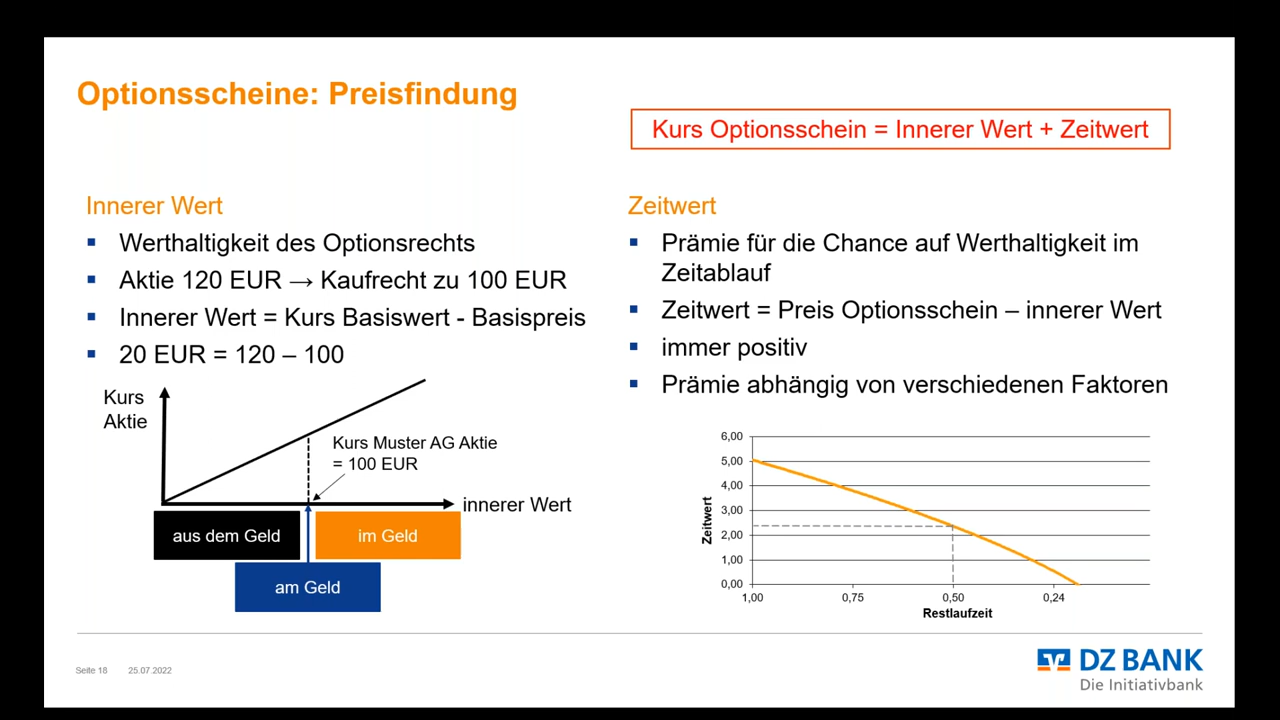 Optionsscheine: Preisfindung
Kurs Optionsschein = Innerer Wert + Zeitwert
Innerer Wert
▪ Werthaltigkeit des Optionsrechts
▪ Aktie 120 EUR → Kaufrecht zu 100 EUR
▪ Innerer Wert = Kurs Basiswert - Basispreis
▪ 20 EUR = 120 – 100
Kurs
Aktie
Kurs Muster AG Aktie
= 100 EUR
innerer Wert
aus dem Geld
im Geld
am Geld
Zeitwert
▪ Prämie für die Chance auf Werthaltigkeit im
Zeitablauf
▪ Zeitwert = Preis Optionsschein – innerer Wert
▪ immer positiv
▪ Prämie abhängig von verschiedenen Faktoren
Zeitwert
6,00
5,00
4,00
3,00
2,00
1,00
0,00
1,00 0,75 0,50 0,24
Restlaufzeit
Seite 18 25.07.2022
DZ BANK
Die Initiativbank